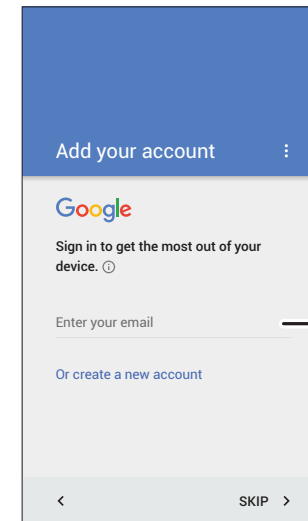 Add your account
Google
Sign in to get the most out of your
device.
Enter your email
Or create a new account
SKIP